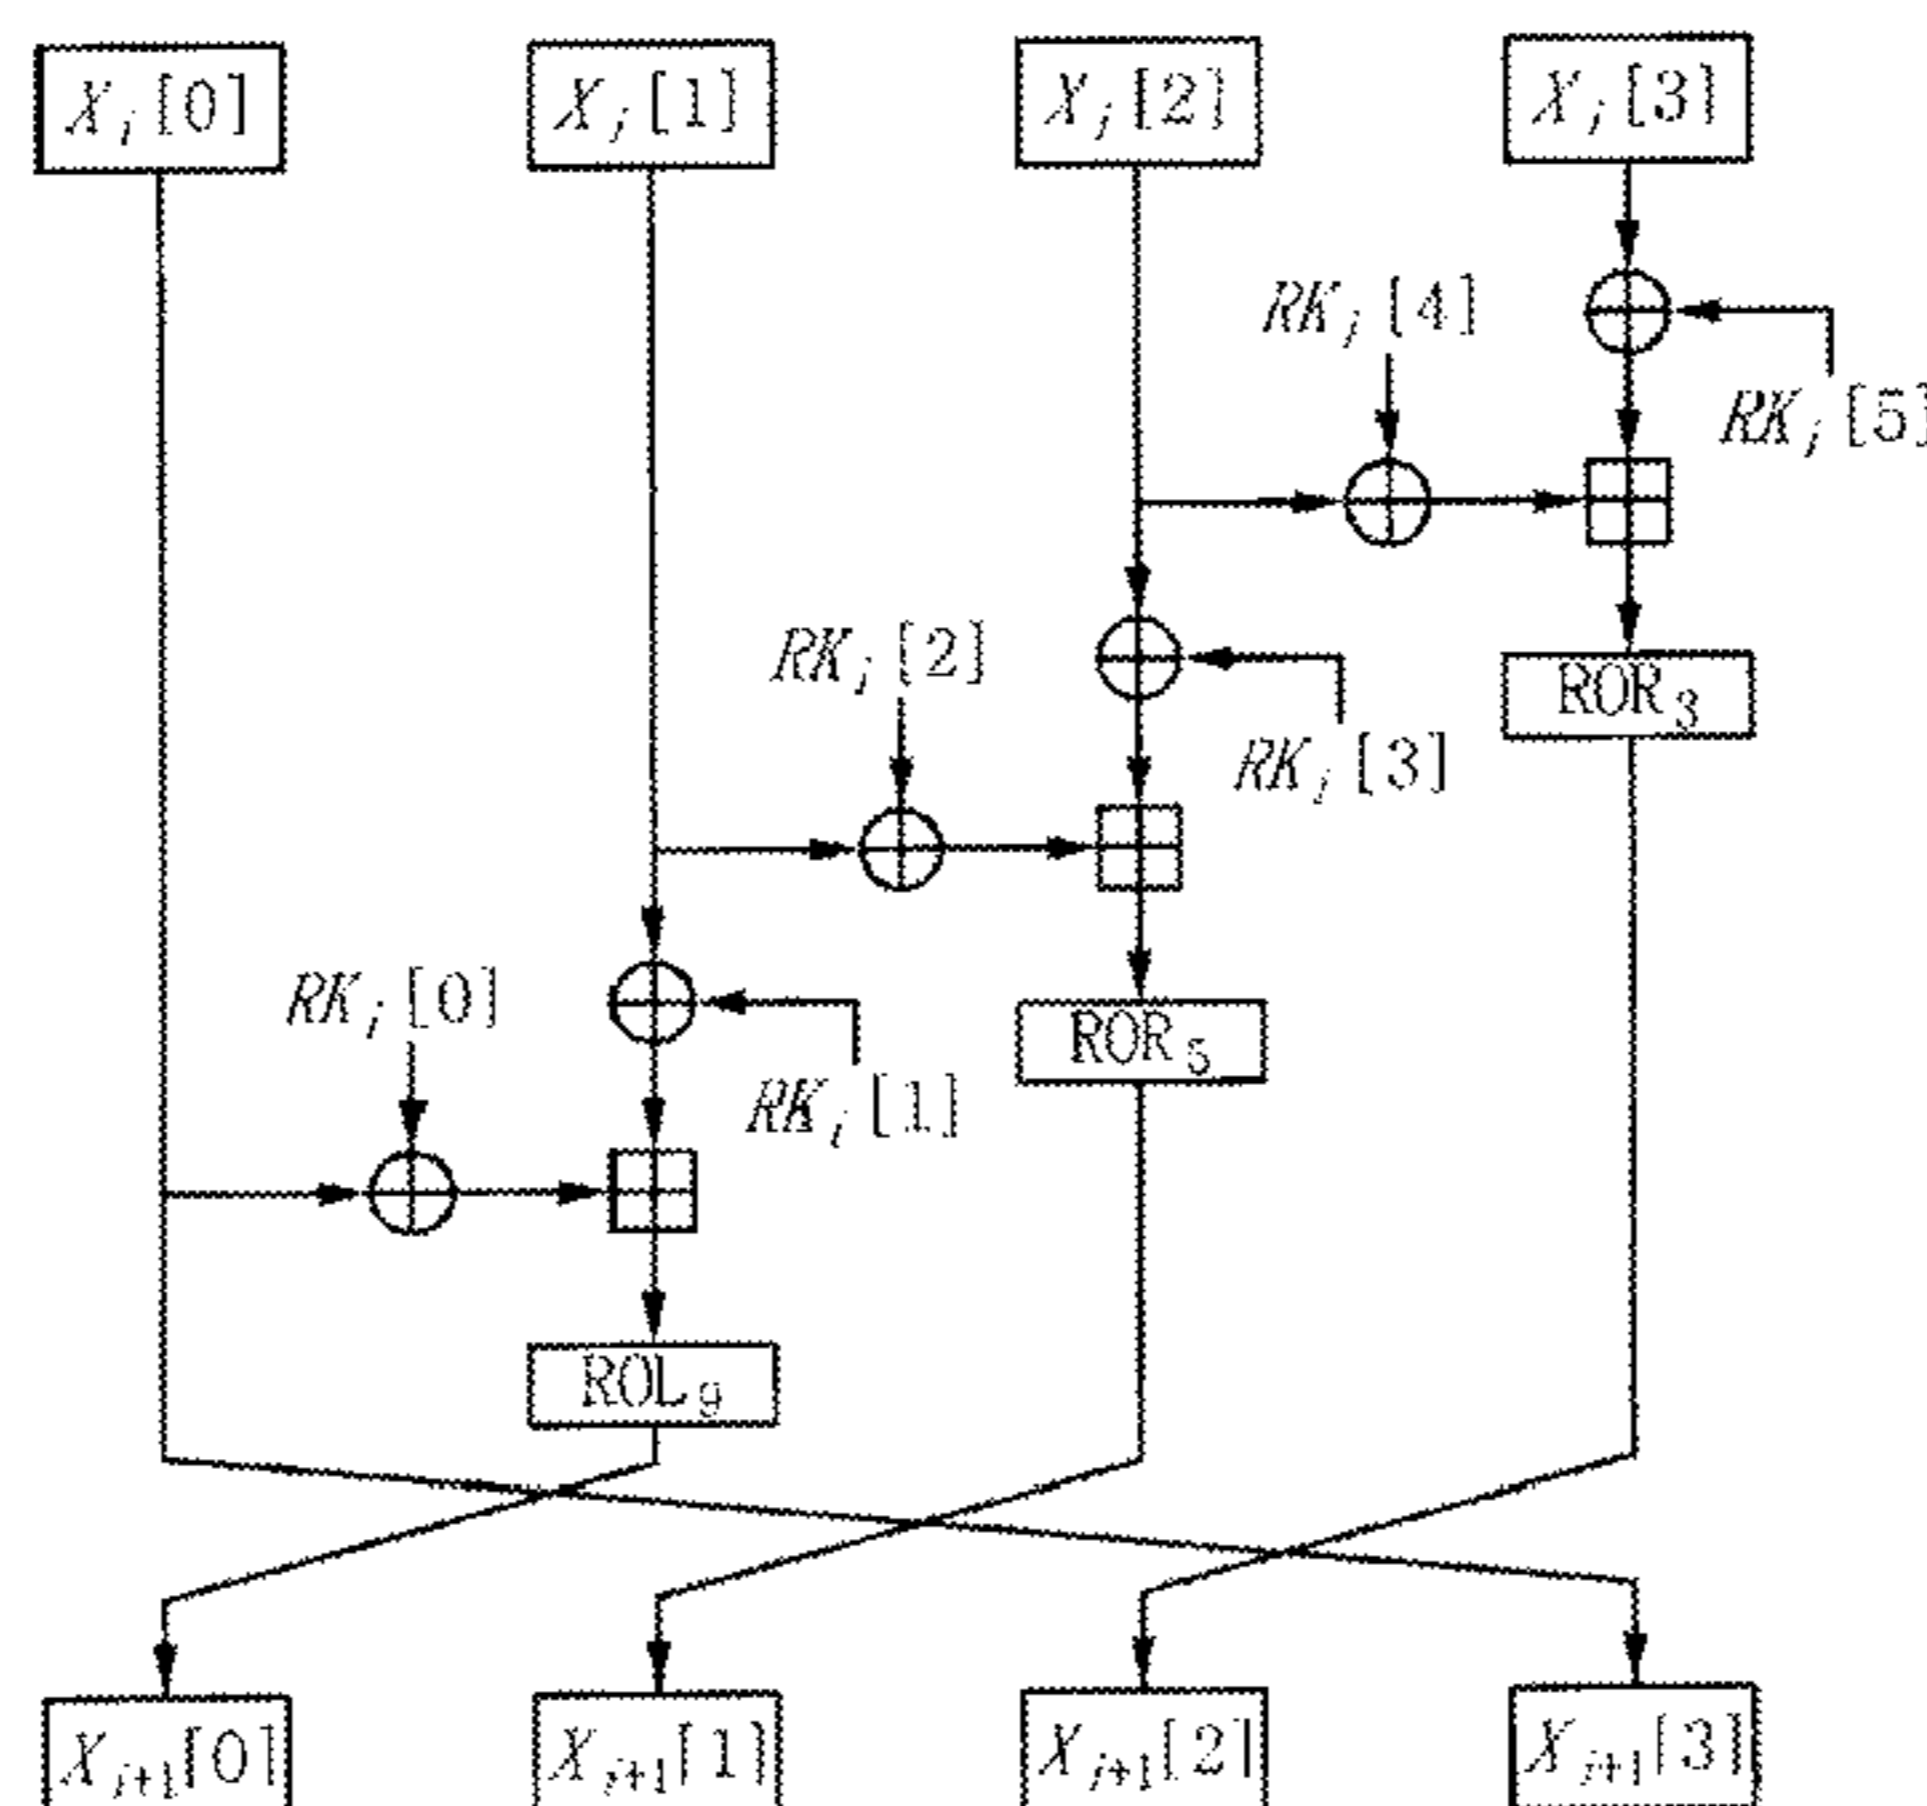 X_i[0] X_i[1] X_i[2] X_i[3]
RK_i[4]
RK_i[5]
RK_i[2]
ROR_3
RK_i[3]
RK_i[0]
ROR_5
RK_i[1]
ROL_9
X_{i+1}[0] X_{i+1}[1] X_{i+1}[2] X_{i+1}[3]